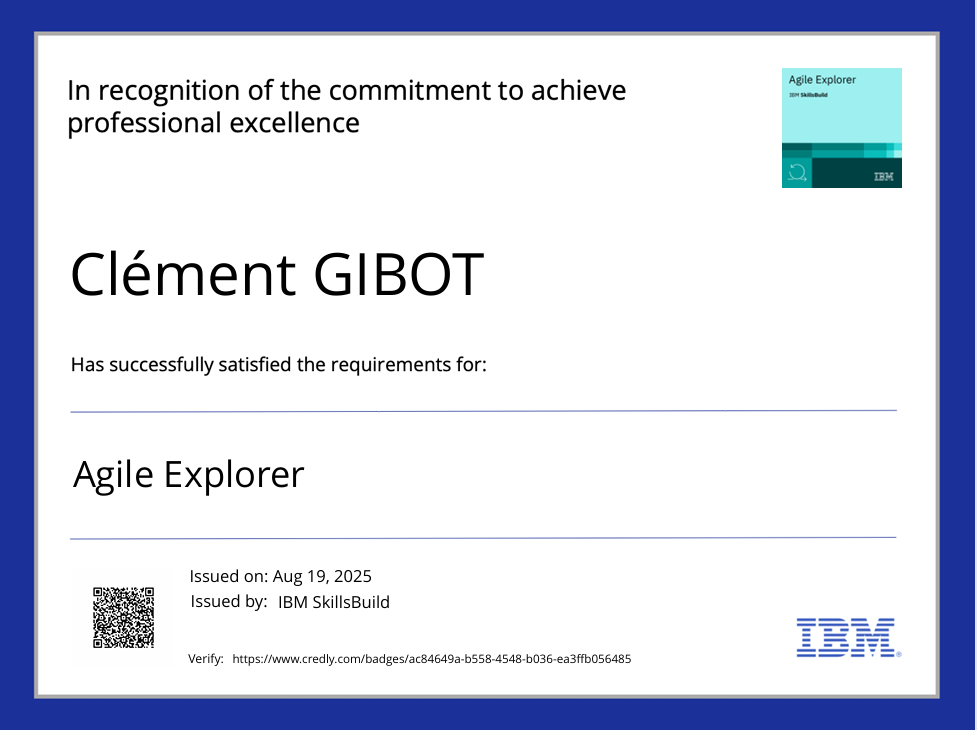 In recognition of the commitment to achieve
professional excellence
Agile Explorer
IBM SkillsBuild
IBM
Clément GIBOT
Has successfully satisfied the requirements for:
Agile Explorer
Issued on: Aug 19, 2025
Issued by: IBM SkillsBuild
IBM®
Verify: https://www.credly.com/badges/ac84649a-b558-4548-b036-ea3ffb056485